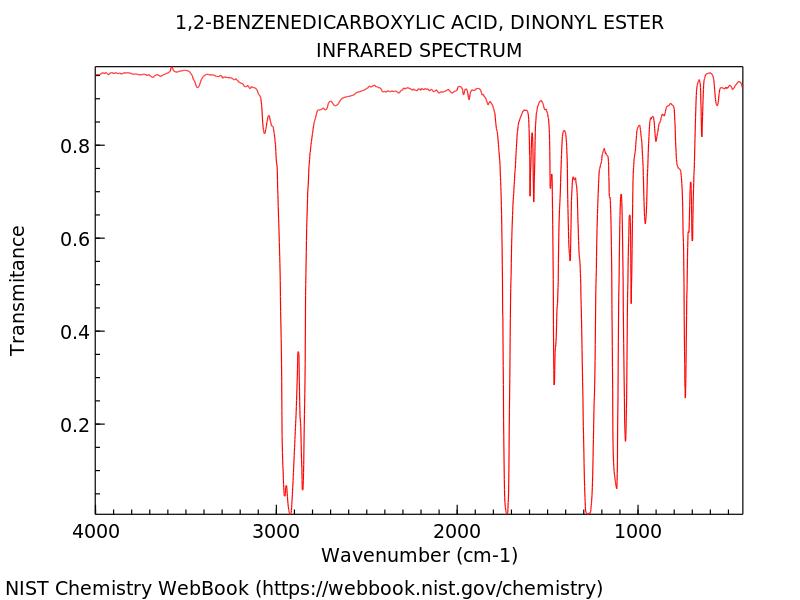 1,2-BENZENEDICARBOXYLIC ACID, DINONYL ESTER
INFRARED SPECTRUM
0.8
0.6
0.4
0.2
Transmitance
4000 3000 2000 1000
Wavenumber (cm-1)
NIST Chemistry WebBook (https://webbook.nist.gov/chemistry)